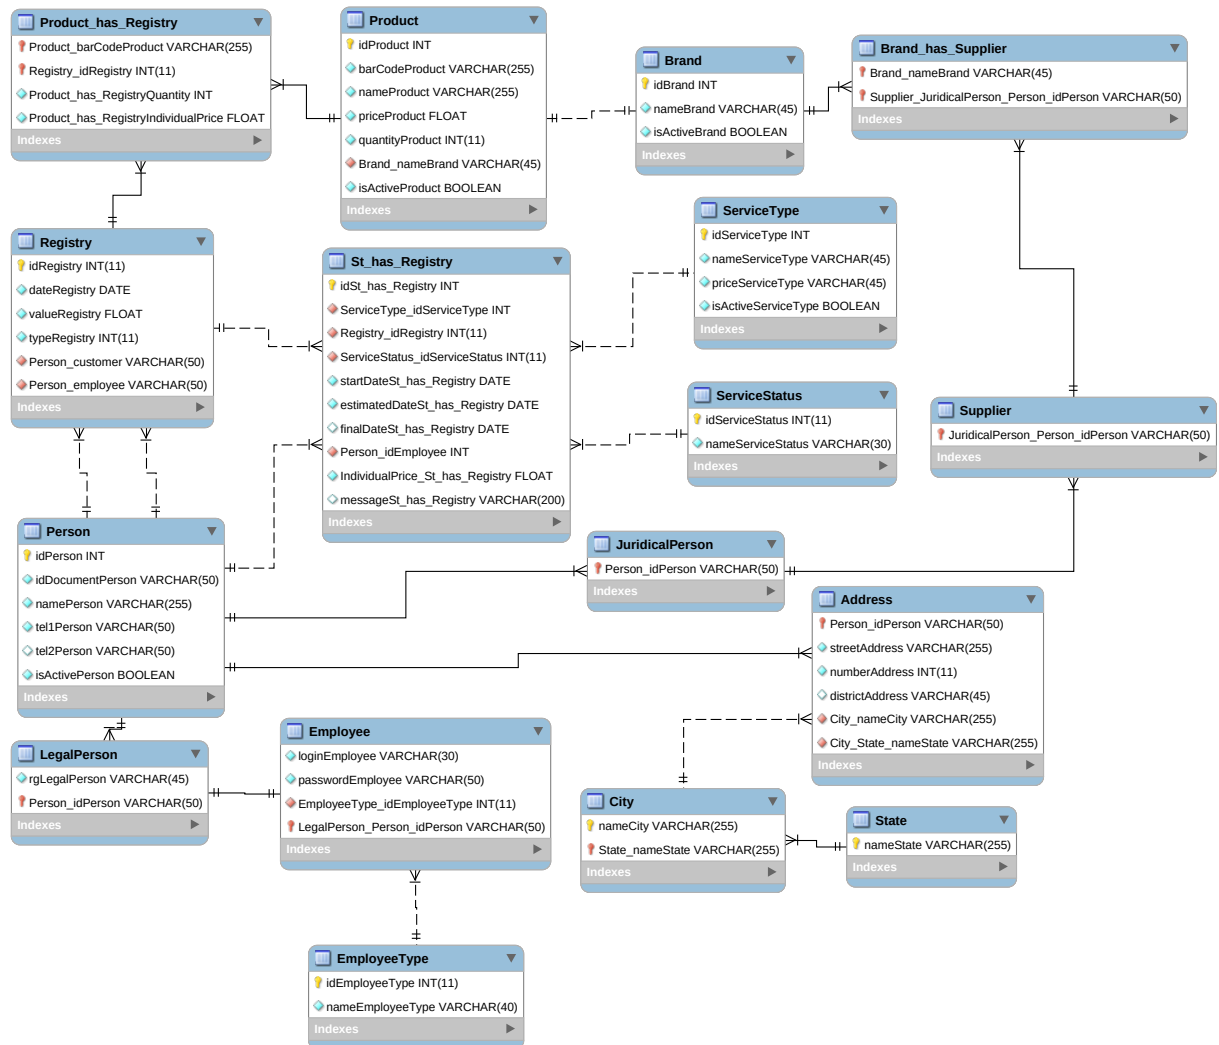 Product_has_Registry
Product_barCodeProduct VARCHAR(255)
Registry_idRegistry INT(11)
Product_has_RegistryQuantity INT
Product_has_RegistryIndividualPrice FLOAT
Indexes
Product
idProduct INT
barCodeProduct VARCHAR(255)
nameProduct VARCHAR(255)
priceProduct FLOAT
quantityProduct INT(11)
Brand_nameBrand VARCHAR(45)
isActiveProduct BOOLEAN
Indexes
Brand
idBrand INT
nameBrand VARCHAR(45)
isActiveBrand BOOLEAN
Indexes
Brand_has_Supplier
Brand_nameBrand VARCHAR(45)
Supplier_JuridicalPerson_Person_idPerson VARCHAR(50)
Indexes
Registry
idRegistry INT(11)
dateRegistry DATE
valueRegistry FLOAT
typeRegistry INT(11)
Person_customer VARCHAR(50)
Person_employee VARCHAR(50)
Indexes
St_has_Registry
idSt_has_Registry INT
ServiceType_idServiceType INT
Registry_idRegistry INT(11)
ServiceStatus_idServiceStatus INT(11)
startDateSt_has_Registry DATE
estimatedDateSt_has_Registry DATE
finalDateSt_has_Registry DATE
Person_idEmployee INT
IndividualPrice_St_has_Registry FLOAT
messageSt_has_Registry VARCHAR(200)
Indexes
ServiceType
idServiceType INT
nameServiceType VARCHAR(45)
priceServiceType VARCHAR(45)
isActiveServiceType BOOLEAN
Indexes
ServiceStatus
idServiceStatus INT(11)
nameServiceStatus VARCHAR(30)
Indexes
Supplier
JuridicalPerson_Person_idPerson VARCHAR(50)
Indexes
Person
idPerson INT
idDocumentPerson VARCHAR(50)
namePerson VARCHAR(255)
tel1Person VARCHAR(50)
tel2Person VARCHAR(50)
isActivePerson BOOLEAN
Indexes
JuridicalPerson
Person_idPerson VARCHAR(50)
Indexes
Address
Person_idPerson VARCHAR(50)
streetAddress VARCHAR(255)
numberAddress INT(11)
districtAddress VARCHAR(45)
City_nameCity VARCHAR(255)
City_State_nameState VARCHAR(255)
Indexes
LegalPerson
rgLegalPerson VARCHAR(45)
Person_idPerson VARCHAR(50)
Indexes
Employee
loginEmployee VARCHAR(30)
passwordEmployee VARCHAR(50)
EmployeeType_idEmployeeType INT(11)
LegalPerson_Person_idPerson VARCHAR(50)
Indexes
City
nameCity VARCHAR(255)
State_nameState VARCHAR(255)
Indexes
State
nameState VARCHAR(255)
Indexes
EmployeeType
idEmployeeType INT(11)
nameEmployeeType VARCHAR(40)
Indexes